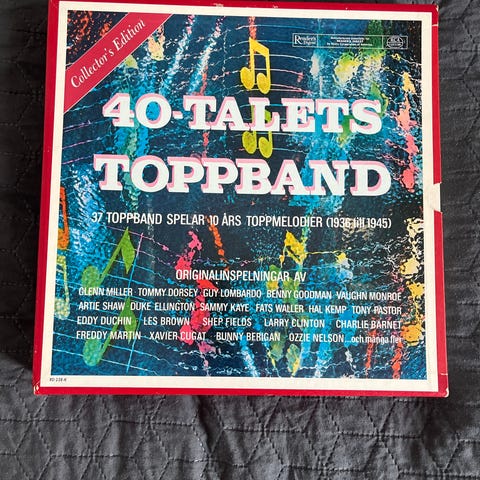 Collector's Edition
Reader's Digest
40-TALETS
TOPPBAND
37 TOPPBAND SPELAR 10 ÅRS TOPPMELODIER (1936 till 1945)
ORIGINALINSPELNINGAR AV
GLENN MILLER TOMMY DORSEY GUY LOMBARDO BENNY GOODMAN VAUGHN MONROE
ARTIE SHAW DUKE ELLINGTON SAMMY KAYE FATS WALLER HAL KEMP TONY PASTOR
EDDY DUCHIN LES BROWN SHEP FIELDS LARRY CLINTON CHARLIE BARNET
FREDDY MARTIN XAVIER CUGAT BUNNY BERIGAN OZZIE NELSON och många fler